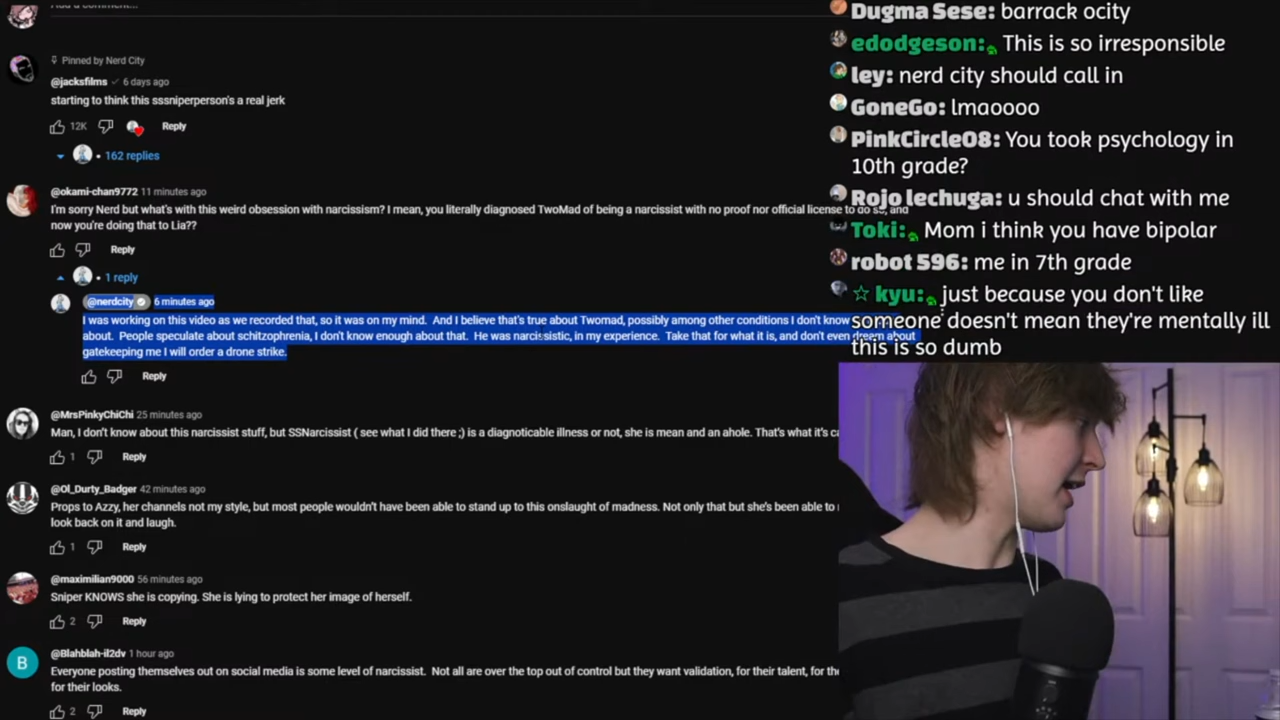 Add a comment...
Pinned by Nerd City
@jacksfilms 6 days ago
starting to think this sssniperperson's a real jerk
12K Reply
162 replies
@okami-chan9772 11 minutes ago
I'm sorry Nerd but what's with this weird obsession with narcissism? I mean, you literally diagnosed TwoMad of being a narcissist with no proof nor official license to do so, and
now you're doing that to Lia??
Reply
1 reply
@nerdcity 6 minutes ago
I was working on this video as we recorded that, so it was on my mind. And I believe that's true about Twomad, possibly among other conditions I don't know
about. People speculate about schitzophrenia, I don't know enough about that. He was narcissistic, in my experience. Take that for what it is, and don't even dream about
gatekeeping me I will order a drone strike.
Reply
@MrsPinkyChiChi 25 minutes ago
Man, I don't know about this narcissist stuff, but SSNarcissist ( see what I did there ;) is a diagnoticable illness or not, she is mean and an ahole. That's what it's
1 Reply
@Ol_Durty_Badger 42 minutes ago
Props to Azzy, her channels not my style, but most people wouldn't have been able to stand up to this onslaught of madness. Not only that but she's been able to
look back on it and laugh.
1 Reply
@maximilian9000 56 minutes ago
Sniper KNOWS she is copying. She is lying to protect her image of herself.
2 Reply
B
@Blahblah-il2dv 1 hour ago
Everyone posting themselves out on social media is some level of narcissist. Not all are over the top out of control but they want validation, for their talent, for
for their looks.
2 Reply
Dugma Sese: barrack ocity
edodgeson: This is so irresponsible
ley: nerd city should call in
GoneGo: lmaoooo
PinkCircle08: You took psychology in
10th grade?
Rojo lechuga: u should chat with me
Toki: Mom i think you have bipolar
robot 596: me in 7th grade
kyu: just because you don't like
someone doesn't mean they're mentally ill
this is so dumb